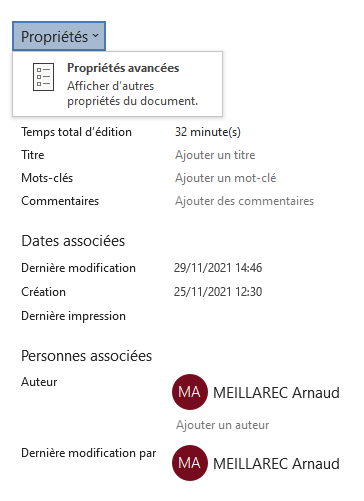 Propriétés
Propriétés avancées
Afficher d'autres
propriétés du document.
Temps total d'édition 32 minute(s)
Titre Ajouter un titre
Mots-clés Ajouter un mot-clé
Commentaires Ajouter des commentaires
Dates associées
Dernière modification 29/11/2021 14:46
Création 25/11/2021 12:30
Dernière impression
Personnes associées
Auteur MA MEILLAREC Arnaud
Ajouter un auteur
Dernière modification par MA MEILLAREC Arnaud